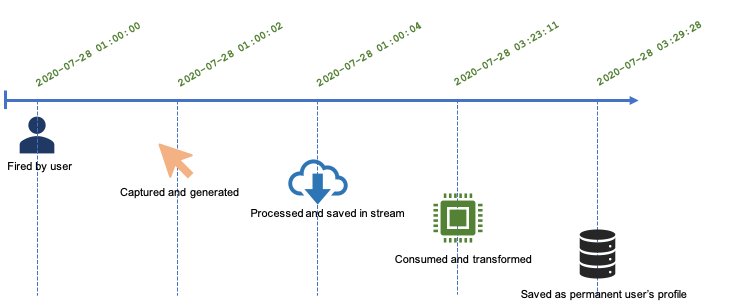 2020-07-28 01:00:00
2020-07-28 01:00:02
2020-07-28 01:00:04
2020-07-28 03:23:11
2020-07-28 03:29:28
Fired by user
Captured and generated
Processed and saved in stream
Consumed and transformed
Saved as permanent user's profile